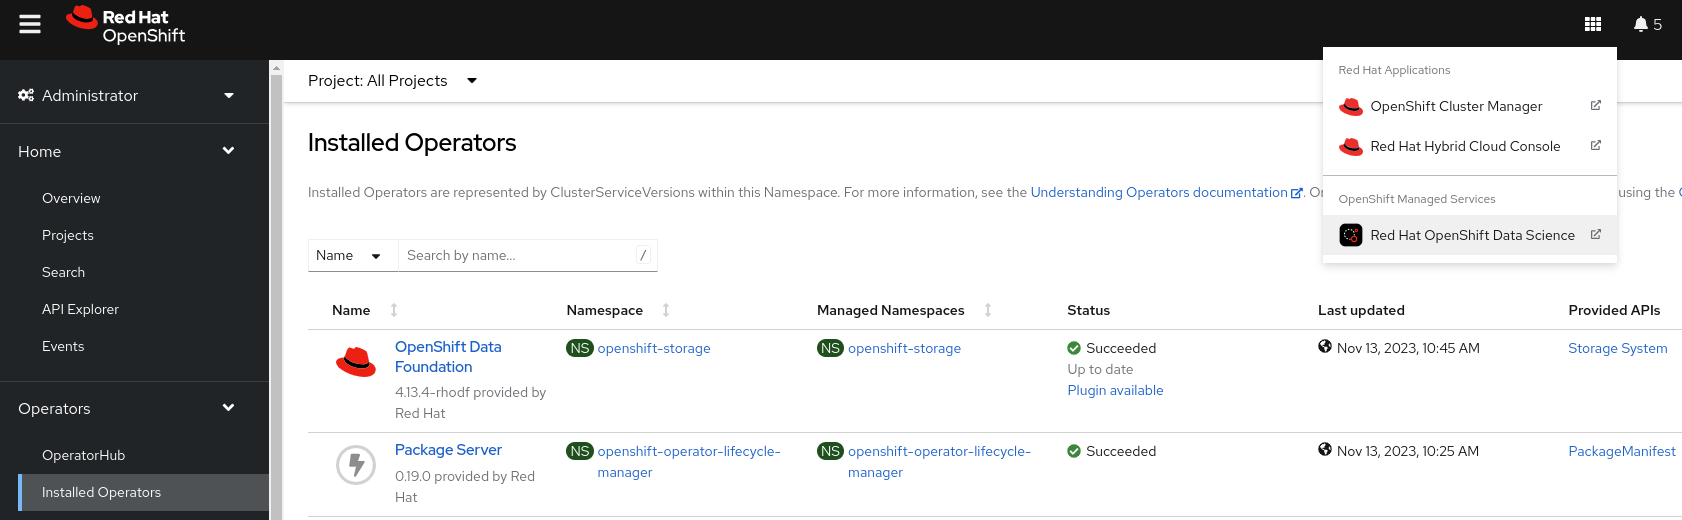 Red Hat
OpenShift
5
Administrator
Home
Overview
Projects
Search
API Explorer
Events
Operators
OperatorHub
Installed Operators
Project: All Projects
Installed Operators
Installed Operators are represented by ClusterServiceVersions within this Namespace. For more information, see the Understanding Operators documentation. Or
using the
Red Hat Applications
OpenShift Cluster Manager
Red Hat Hybrid Cloud Console
OpenShift Managed Services
Red Hat OpenShift Data Science
Name
Search by name...
/
Name Namespace Managed Namespaces Status Last updated Provided APIs
OpenShift Data
Foundation
4.13.4-rhodf provided by
Red Hat
NS openshift-storage
NS openshift-storage
Succeeded
Up to date
Plugin available
Nov 13, 2023, 10:45 AM
Storage System
Package Server
0.19.0 provided by Red
Hat
NS openshift-operator-lifecycle-
manager
NS openshift-operator-lifecycle-
manager
Succeeded
Nov 13, 2023, 10:25 AM
PackageManifest